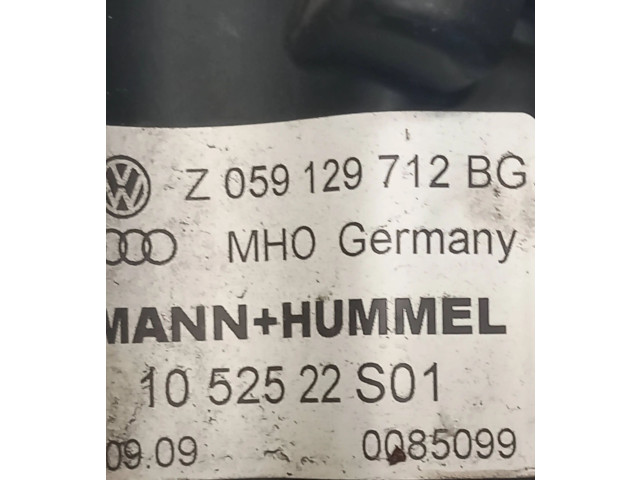 Z 059 129 712 BG
MHO Germany
MANN+HUMMEL
10 525 22 S01
09.09 0085099